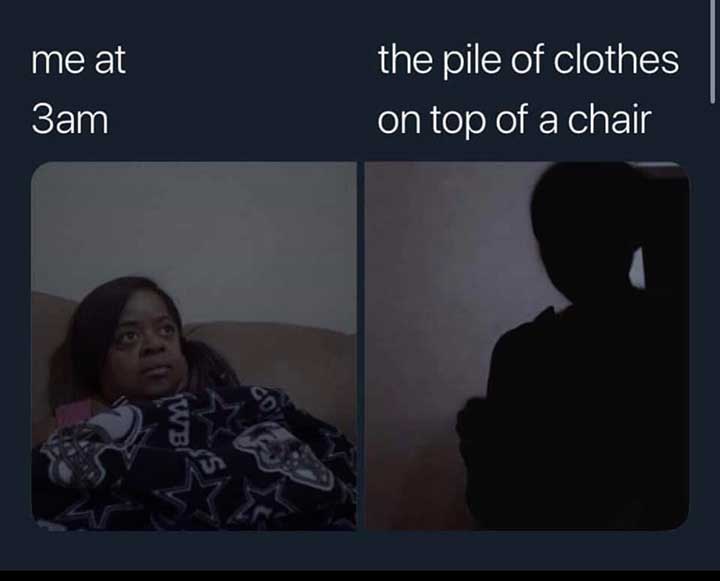 me at
3am
the pile of clothes
on top of a chair